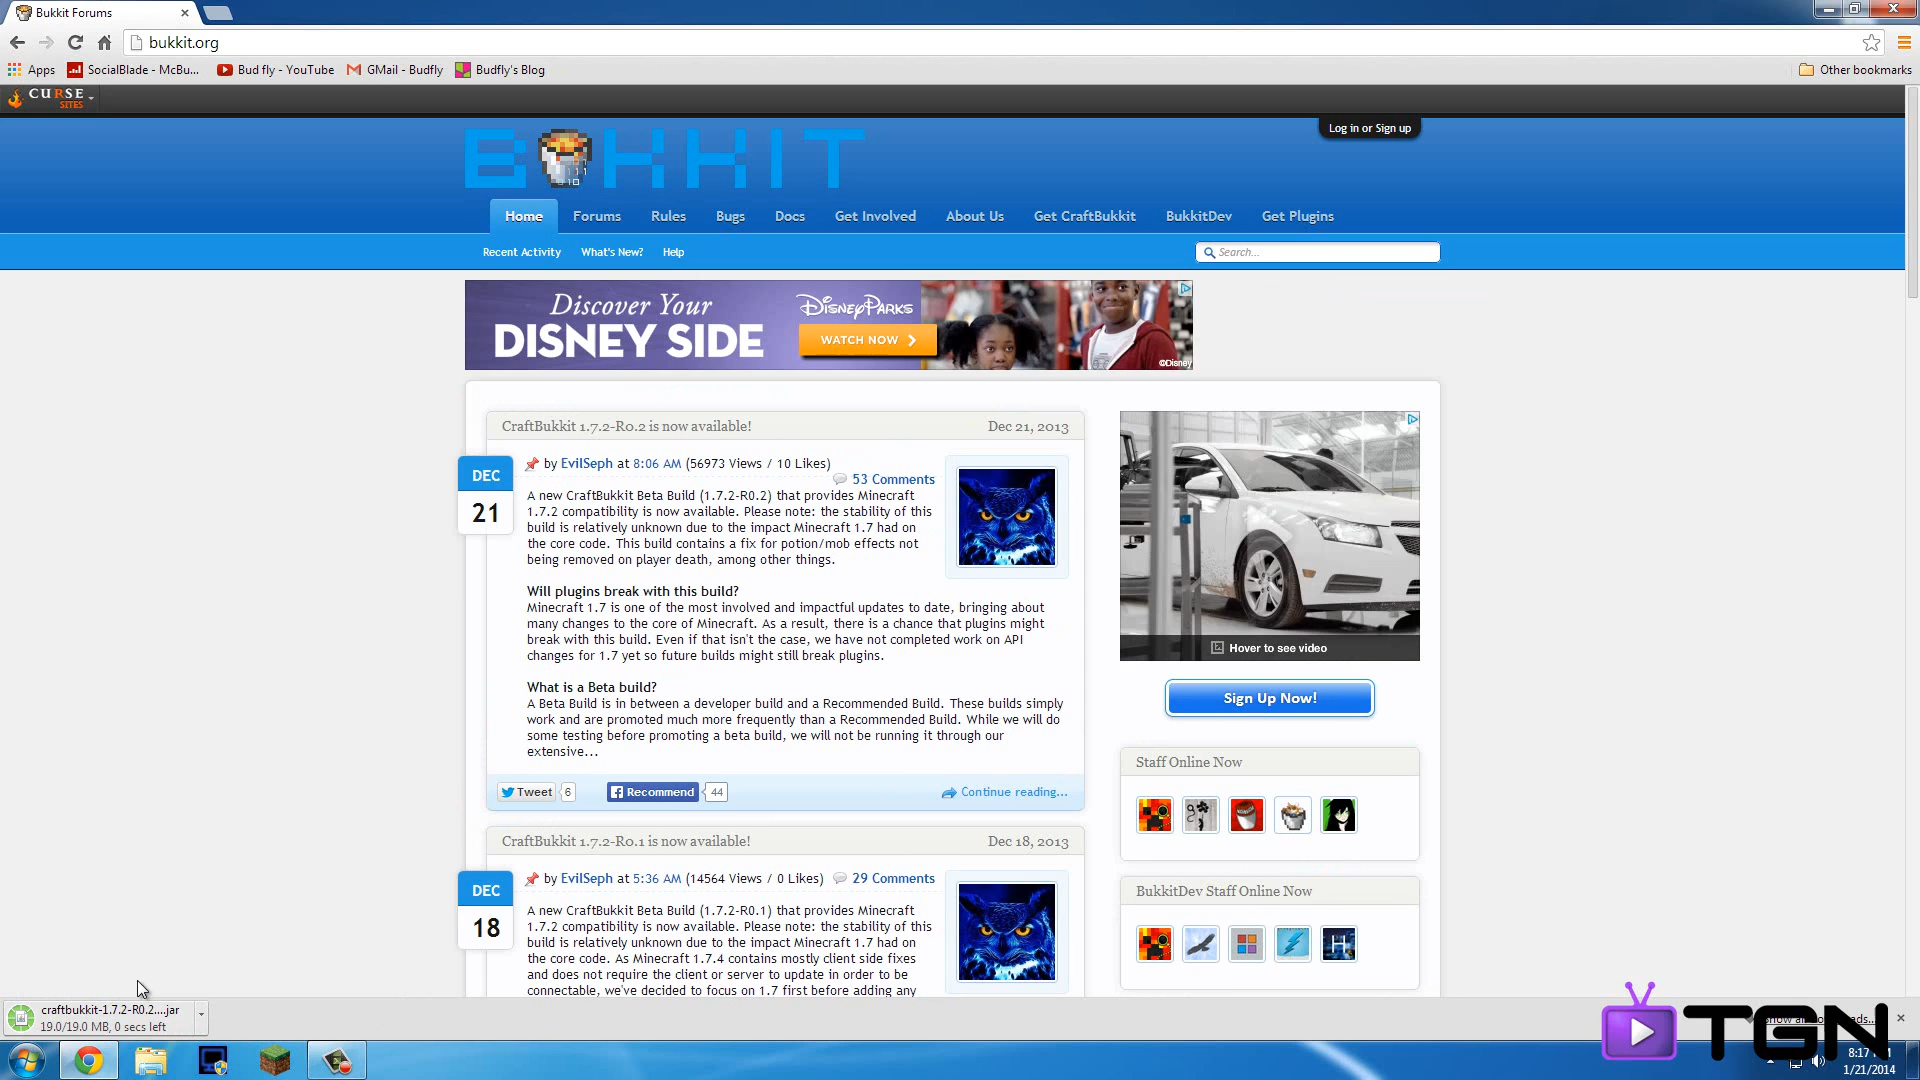 Bukkit Forums
bukkit.org
Apps
SocialBlade - McBu...
Bud fly - YouTube
GMail - Budfly
Budfly's Blog
Other bookmarks
CURSE
SITES
Log in or Sign up
BUKKIT
Home
Forums
Rules
Bugs
Docs
Get Involved
About Us
Get CraftBukkit
BukkitDev
Get Plugins
Recent Activity
What's New?
Help
Search...
Discover Your
DISNEY SIDE
Disney Parks
WATCH NOW
©Disney
CraftBukkit 1.7.2-R0.2 is now available!
Dec 21, 2013
DEC
21
by EvilSeph at 8:06 AM (56973 Views / 10 Likes)
53 Comments
A new CraftBukkit Beta Build (1.7.2-R0.2) that provides Minecraft
1.7.2 compatibility is now available. Please note: the stability of this
build is relatively unknown due to the impact Minecraft 1.7 had on
the core code. This build contains a fix for potion/mob effects not
being removed on player death, among other things.
Will plugins break with this build?
Minecraft 1.7 is one of the most involved and impactful updates to date, bringing about
many changes to the core of Minecraft. As a result, there is a chance that plugins might
break with this build. Even if that isn't the case, we have not completed work on API
changes for 1.7 yet so future builds might still break plugins.
What is a Beta build?
A Beta Build is in between a developer build and a Recommended Build. These builds simply
work and are promoted much more frequently than a Recommended Build. While we will do
some testing before promoting a beta build, we will not be running it through our
extensive...
Tweet
6
Recommend
44
Continue reading...
CraftBukkit 1.7.2-R0.1 is now available!
Dec 18, 2013
DEC
18
by EvilSeph at 5:36 AM (14564 Views / 0 Likes)
29 Comments
A new CraftBukkit Beta Build (1.7.2-R0.1) that provides Minecraft
1.7.2 compatibility is now available. Please note: the stability of this
build is relatively unknown due to the impact Minecraft 1.7 had on
the core code. As Minecraft 1.7.4 contains mostly client side fixes
and does not require the client or server to update in order to be
connectable, we've decided to focus on 1.7 first before adding any
Hover to see video
Sign Up Now!
Staff Online Now
BukkitDev Staff Online Now
H
craftbukkit-1.7.2-R0.2....jar
19.0/19.0 MB, 0 secs left
TGN
8:17
1/21/2014